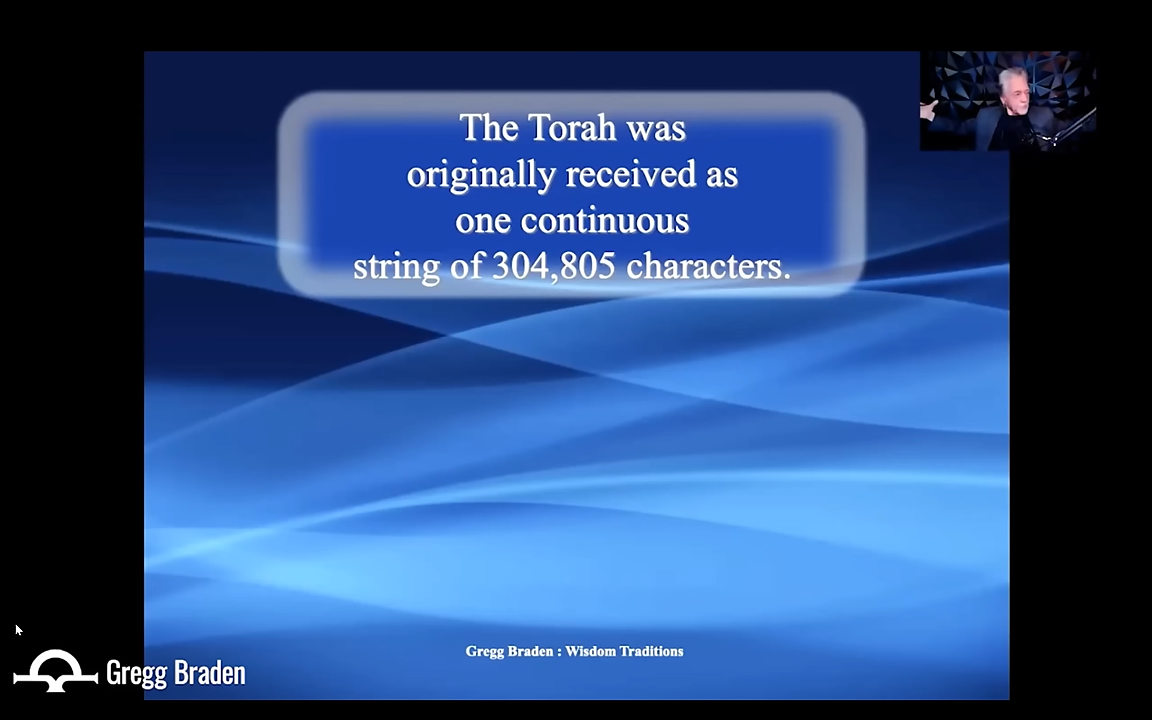 The Torah was
originally received as
one continuous
string of 304,805 characters.
Gregg Braden : Wisdom Traditions
Gregg Braden